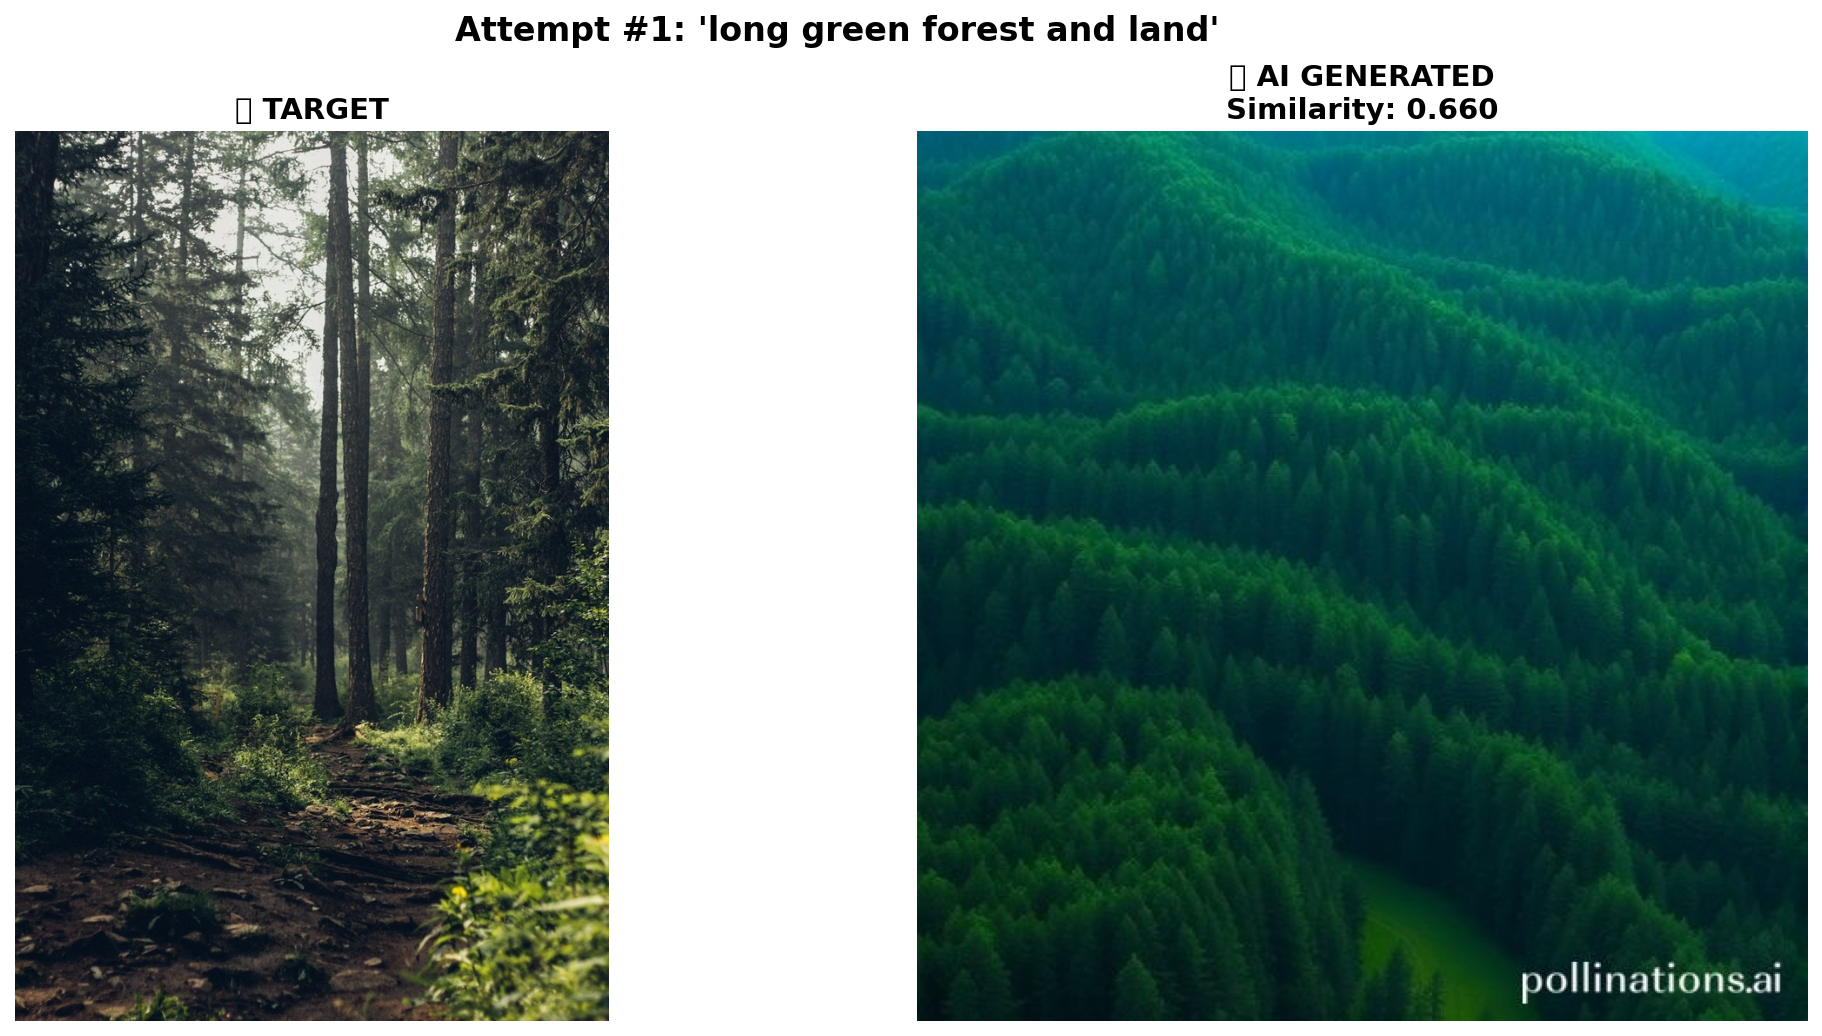 Attempt #1: 'long green forest and land'
TARGET
AI GENERATED
Similarity: 0.660
pollinations.ai